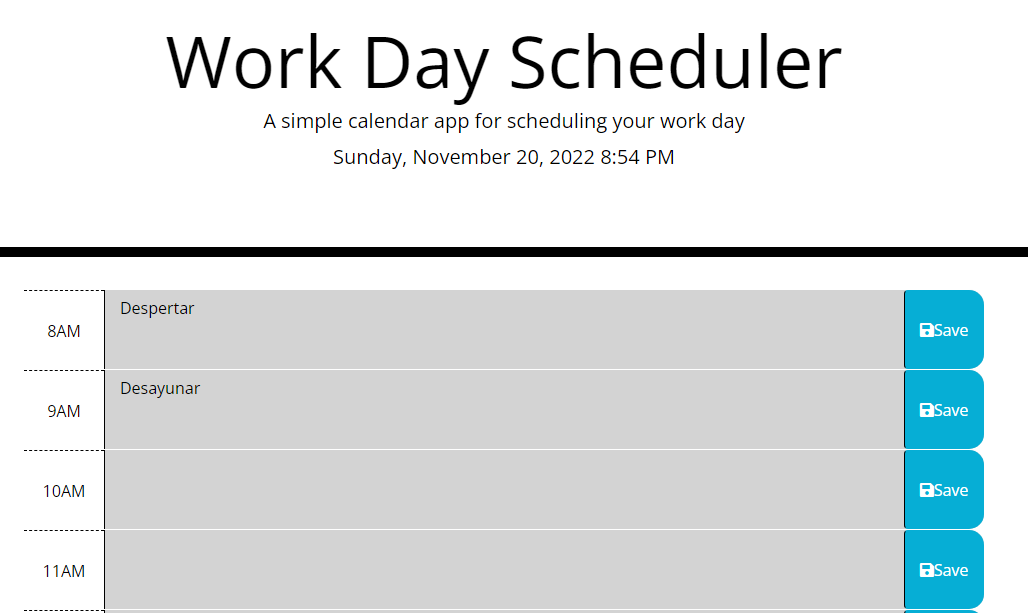 Work Day Scheduler
A simple calendar app for scheduling your work day
Sunday, November 20, 2022 8:54 PM
8AM Despertar Save
9AM Desayunar Save
10AM Save
11AM Save